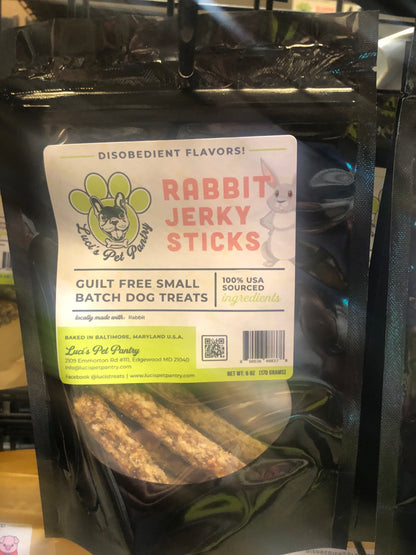 DISOBEDIENT FLAVORS!
Luci's Pet Pantry
RABBIT
JERKY
STICKS
GUILT FREE SMALL
BATCH DOG TREATS
100% USA
SOURCED
ingredients
locally made with: Rabbit
BAKED IN BALTIMORE, MARYLAND U.S.A.
Luci's Pet Pantry
2109 Emmorton Rd #111, Edgewood MD 21040
info@lucispetpantry.com
Facebook @lucistreats | www.lucispetpantry.com
NET WT: 6 OZ (170 GRAMS)